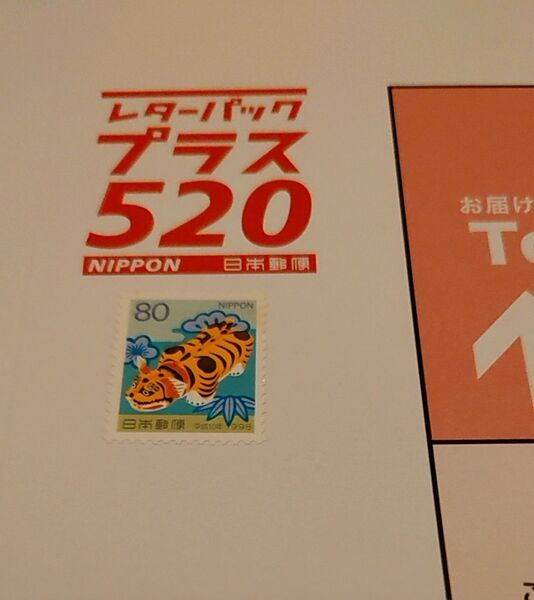 レターパック
プラス
520
NIPPON 日本郵便
お届け
To
80 NIPPON
日本郵便 平成10年 1998